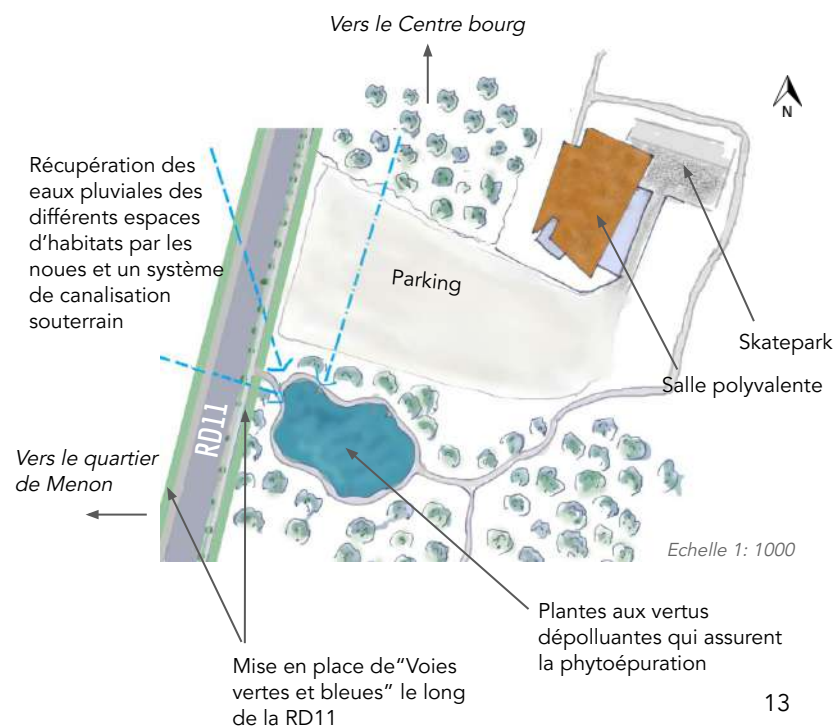 Vers le Centre bourg
N
Récupération des
eaux pluviales des
différents espaces
d'habitats par les
noues et un système
de canalisation
souterrain
Parking
Skatepark
Salle polyvalente
RD11
Vers le quartier
de Menon
Echelle 1: 1000
Plantes aux vertus
dépolluantes qui assurent
la phytoépuration
Mise en place de“Voies
vertes et bleues” le long
de la RD11
13